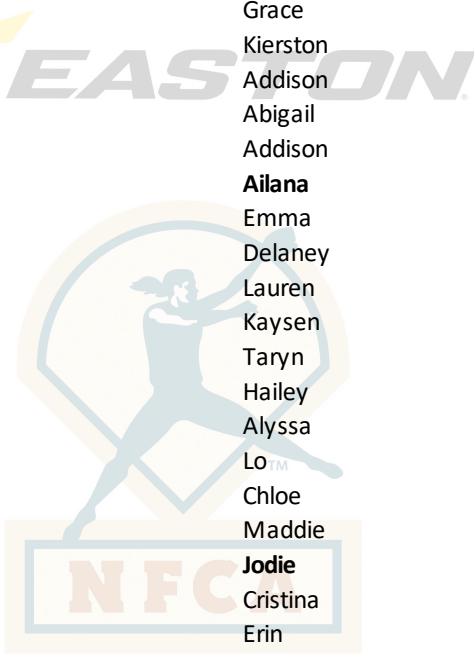 Grace
Kierston
EASTON
Addison
Abigail
Addison
Ailana
Emma
Delaney
Lauren
Kaysen
Taryn
Hailey
Alyssa
Lo
TM
Chloe
Maddie
Jodie
NFCA
Cristina
Erin